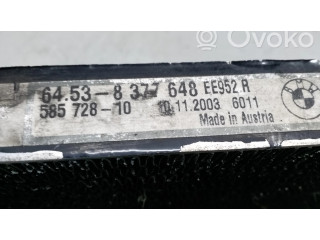 OVOKO
64.53-8 377 648 EE952 R
585 728-10 10.11.2003 6011
Made in Austria